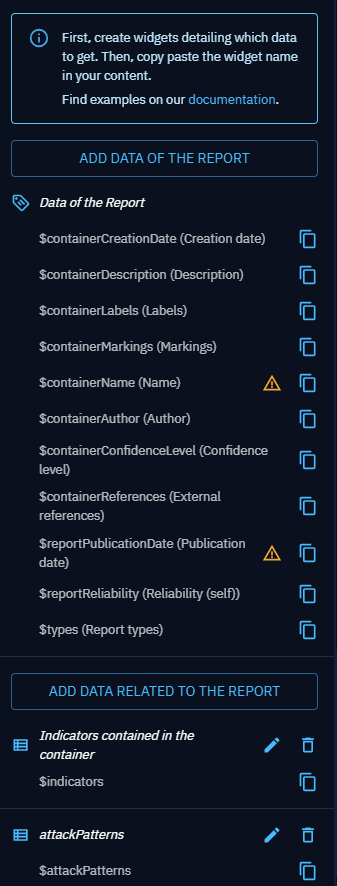 First, create widgets detailing which data
to get. Then, copy paste the widget name
in your content.
Find examples on our documentation.
ADD DATA OF THE REPORT
Data of the Report
$containerCreationDate (Creation date)
$containerDescription (Description)
$containerLabels (Labels)
$containerMarkings (Markings)
$containerName (Name)
$containerAuthor (Author)
$containerConfidenceLevel (Confidence
level)
$containerReferences (External
references)
$reportPublicationDate (Publication
date)
$reportReliability (Reliability (self))
$types (Report types)
ADD DATA RELATED TO THE REPORT
Indicators contained in the
container
$indicators
attackPatterns
$attackPatterns